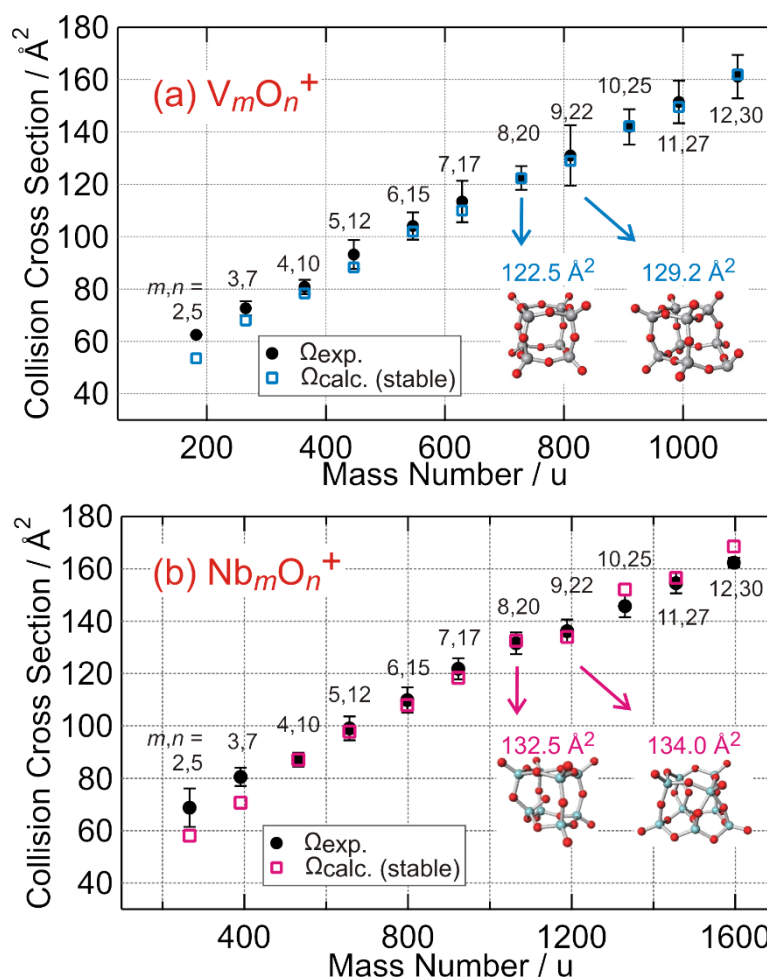 Collision Cross Section / Å²
180
160
140
120
100
80
60
40
(a) VmOn+
m,n =
2,5
3,7
4,10
5,12
6,15
7,17
8,20
9,22
10,25
11,27
12,30
122.5 Å²
129.2 Å²
Ωexp.
Ωcalc. (stable)
200
400
600
800
1000
Mass Number / u
Collision Cross Section / Å²
180
160
140
120
100
80
60
40
(b) NbmOn+
m,n =
2,5
3,7
4,10
5,12
6,15
7,17
8,20
9,22
10,25
11,27
12,30
132.5 Å²
134.0 Å²
Ωexp.
Ωcalc. (stable)
400
800
1200
1600
Mass Number / u